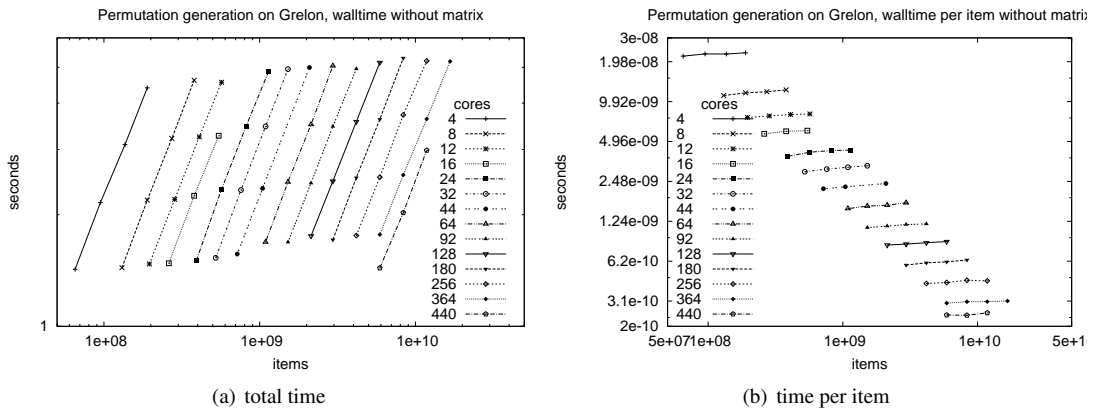 Permutation generation on Grelon, walltime without matrix
seconds
1
1e+08
1e+09
1e+10
items
cores
4
8
12
16
24
32
44
64
92
128
180
256
364
440
(a) total time
Permutation generation on Grelon, walltime per item without matrix
seconds
3e-08
1.98e-08
9.92e-09
4.96e-09
2.48e-09
1.24e-09
6.2e-10
3.1e-10
2e-10
5e+071e+08
1e+09
1e+10
5e+10
items
cores
4
8
12
16
24
32
44
64
92
128
180
256
364
440
(b) time per item